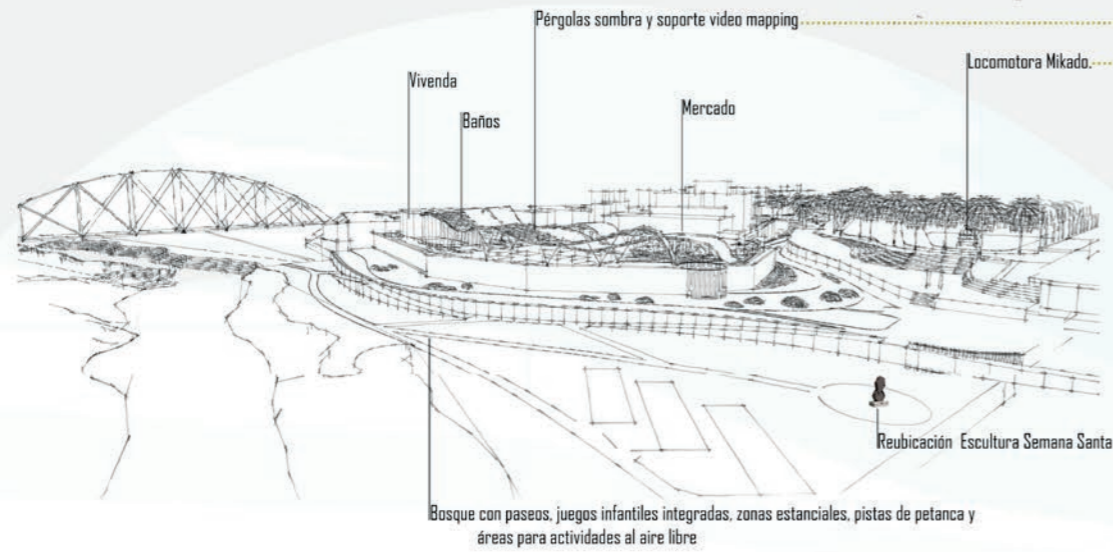 Pérgolas sombra y soporte video mapping
Locomotora Mikado.
Vivenda
Baños
Mercado
Reubicación Escultura Semana Santa
Bosque con paseos, juegos infantiles integradas, zonas estanciales, pistas de petanca y
áreas para actividades al aire libre